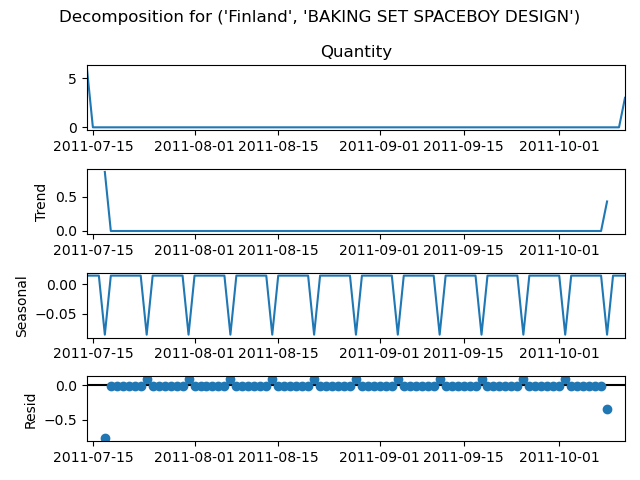 Decomposition for ('Finland', 'BAKING SET SPACEBOY DESIGN')
Quantity
5
0
2011-07-15 2011-08-01 2011-08-15 2011-09-01 2011-09-15 2011-10-01
Trend
0.5
0.0
2011-07-15 2011-08-01 2011-08-15 2011-09-01 2011-09-15 2011-10-01
Seasonal
0.00
−0.05
2011-07-15 2011-08-01 2011-08-15 2011-09-01 2011-09-15 2011-10-01
Resid
0.0
−0.5
2011-07-15 2011-08-01 2011-08-15 2011-09-01 2011-09-15 2011-10-01